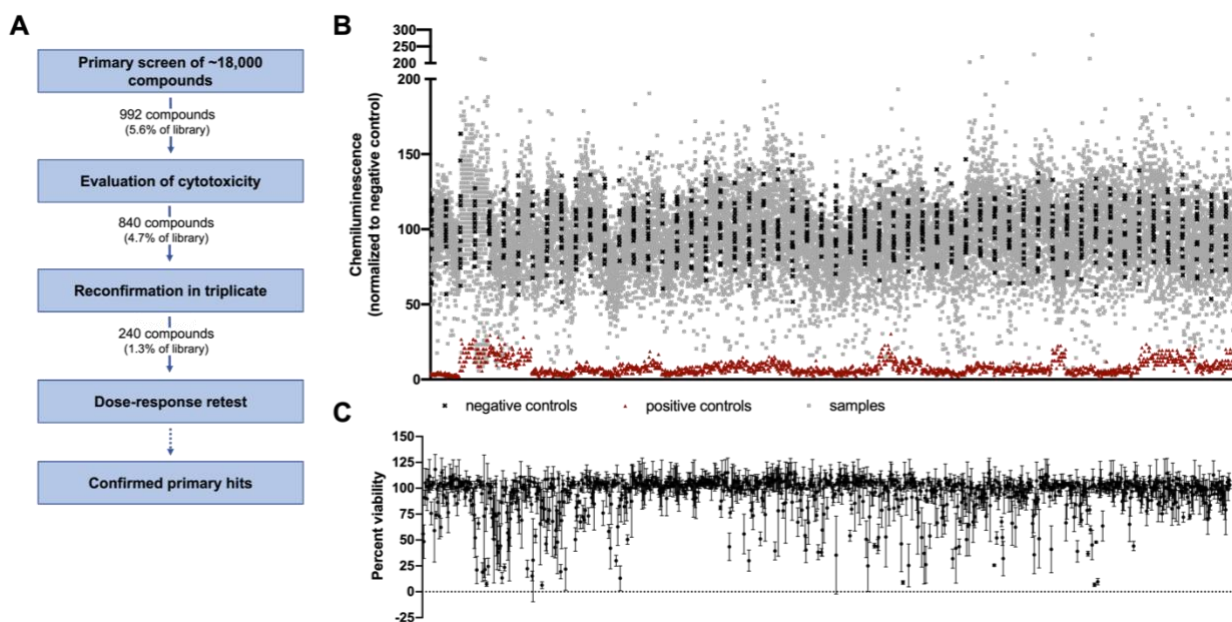 A
Primary screen of ~18,000
compounds
992 compounds
(5.6% of library)
Evaluation of cytotoxicity
840 compounds
(4.7% of library)
Reconfirmation in triplicate
240 compounds
(1.3% of library)
Dose-response retest
Confirmed primary hits
B
Chemiluminescence
(normalized to negative control)
300
250
200
200
150
100
50
0
negative controls
positive controls
samples
C
Percent viability
150
125
100
75
50
25
0
-25